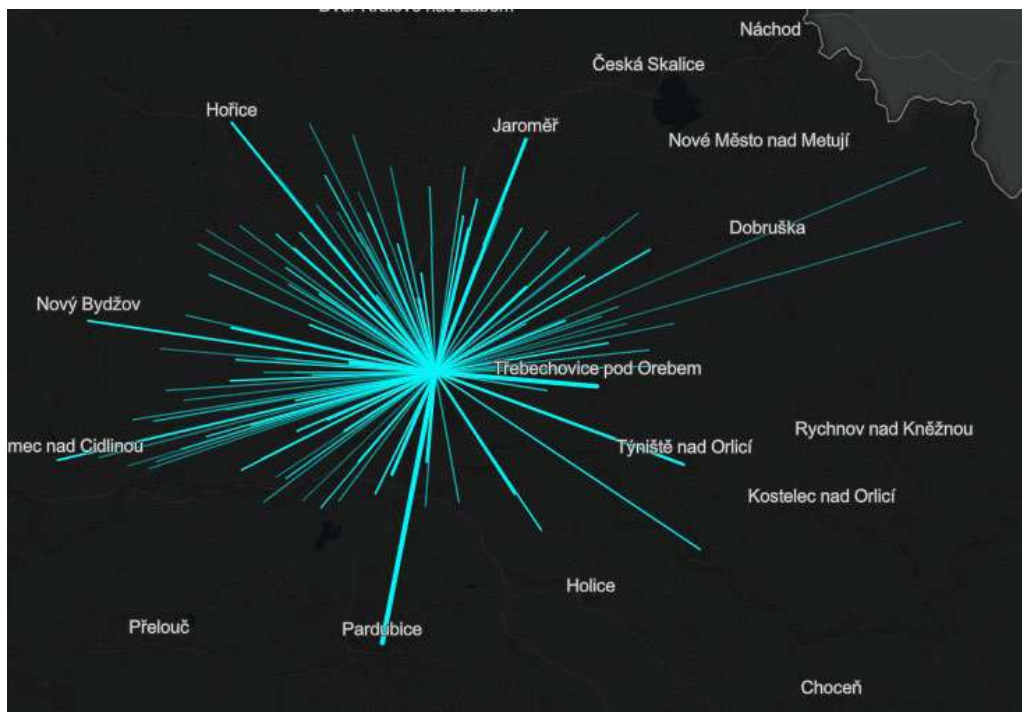 Náchod
Česká Skalice
Hořice
Jaroměř
Nové Město nad Metují
Dobruška
Nový Bydžov
Třebechovice pod Orebem
Rychnov nad Kněžnou
mec nad Cidlinou
Týniště nad Orlicí
Kostelec nad Orlicí
Holice
Přelouč
Pardubice
Choceň